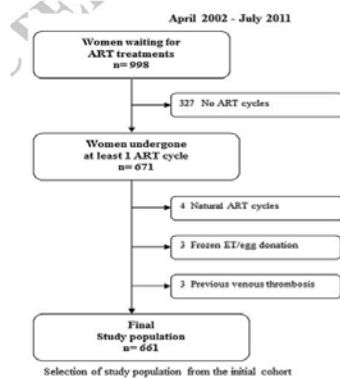 April 2002 - July 2011
Women waiting for
ART treatments
n= 998
327 No ART cycles
Women undergone
at least 1 ART cycle
n= 671
4 Natural ART cycles
3 Frozen ET/egg donation
3 Previous venous thrombosis
Final
Study population
n= 661
Selection of study population from the initial cohort